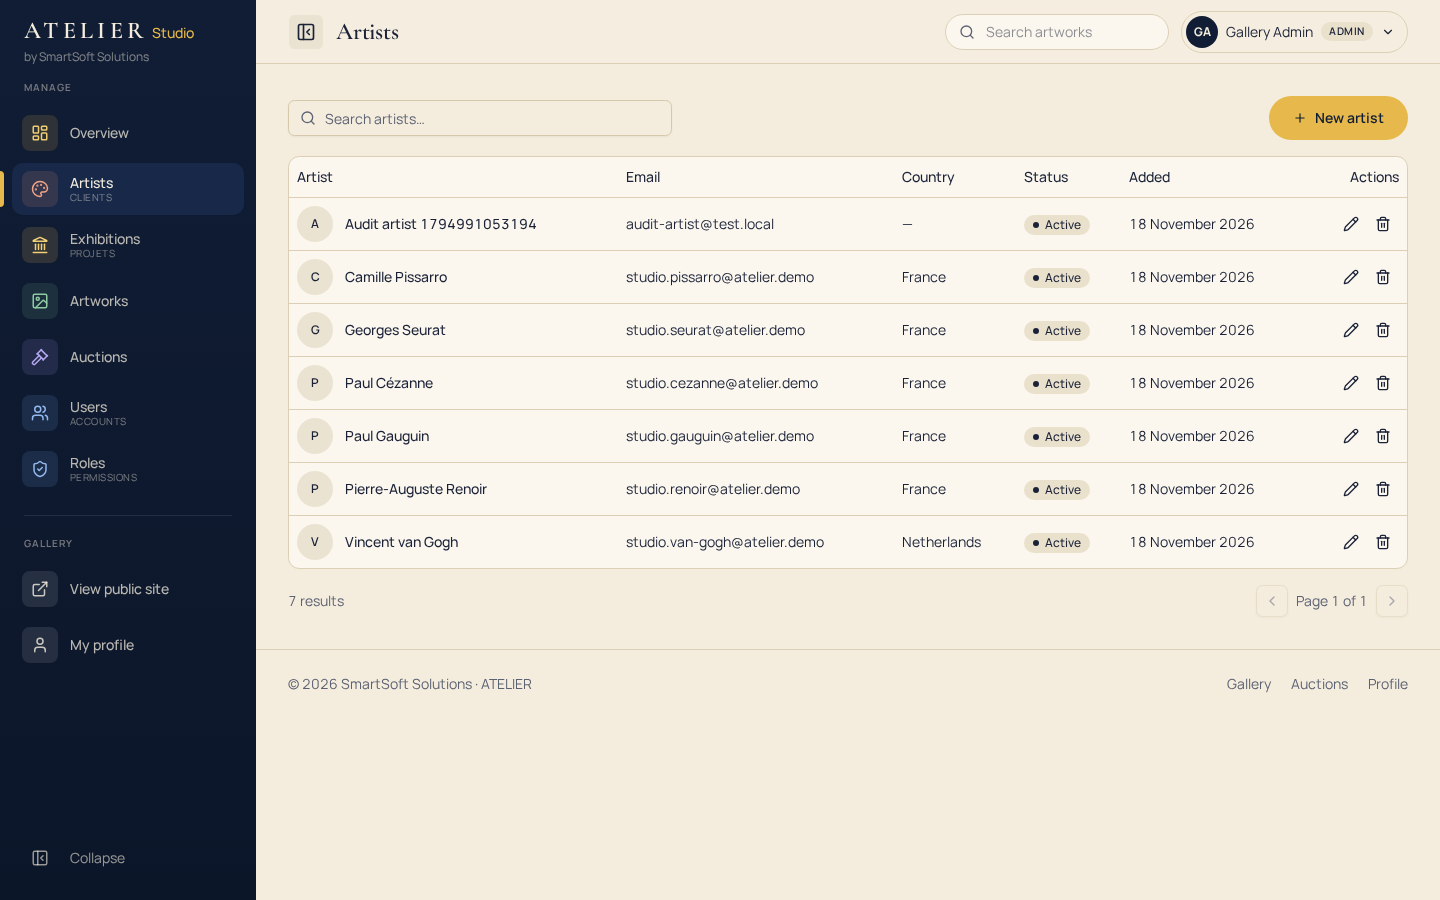 ATELIER Studio
by SmartSoft Solutions
MANAGE
Overview
Artists
CLIENTS
Exhibitions
PROJETS
Artworks
Auctions
Users
ACCOUNTS
Roles
PERMISSIONS
GALLERY
View public site
My profile
Collapse
Artists
Search artworks
GA Gallery Admin ADMIN
Search artists...
New artist
Artist Email Country Status Added Actions
A Audit artist 1794991053194 audit-artist@test.local — Active 18 November 2026
C Camille Pissarro studio.pissarro@atelier.demo France Active 18 November 2026
G Georges Seurat studio.seurat@atelier.demo France Active 18 November 2026
P Paul Cézanne studio.cezanne@atelier.demo France Active 18 November 2026
P Paul Gauguin studio.gauguin@atelier.demo France Active 18 November 2026
P Pierre-Auguste Renoir studio.renoir@atelier.demo France Active 18 November 2026
V Vincent van Gogh studio.van-gogh@atelier.demo Netherlands Active 18 November 2026
7 results
Page 1 of 1
© 2026 SmartSoft Solutions · ATELIER
Gallery Auctions Profile